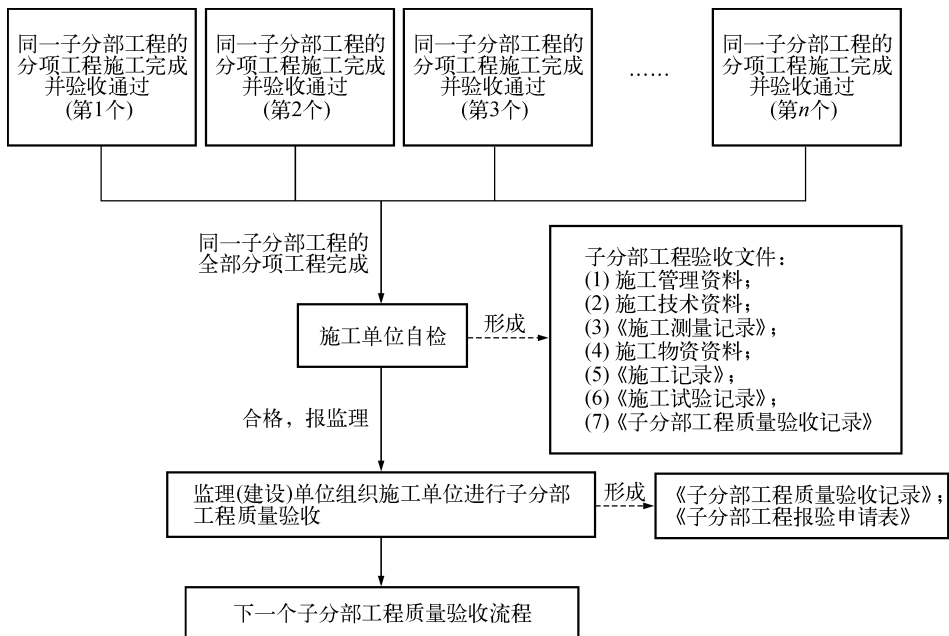 同一子分部工程的
分项工程施工完成
并验收通过
(第1个)
同一子分部工程的
分项工程施工完成
并验收通过
(第2个)
同一子分部工程的
分项工程施工完成
并验收通过
(第3个)
……
同一子分部工程的
分项工程施工完成
并验收通过
(第n个)
同一子分部工程的
全部分项工程完成
施工单位自检
形成
子分部工程验收文件：
(1) 施工管理资料；
(2) 施工技术资料；
(3)《施工测量记录》；
(4) 施工物资资料；
(5)《施工记录》；
(6)《施工试验记录》；
(7)《子分部工程质量验收记录》
合格，报监理
监理(建设)单位组织施工单位进行子分部
工程质量验收
形成
《子分部工程质量验收记录》；
《子分部工程报验申请表》
下一个子分部工程质量验收流程